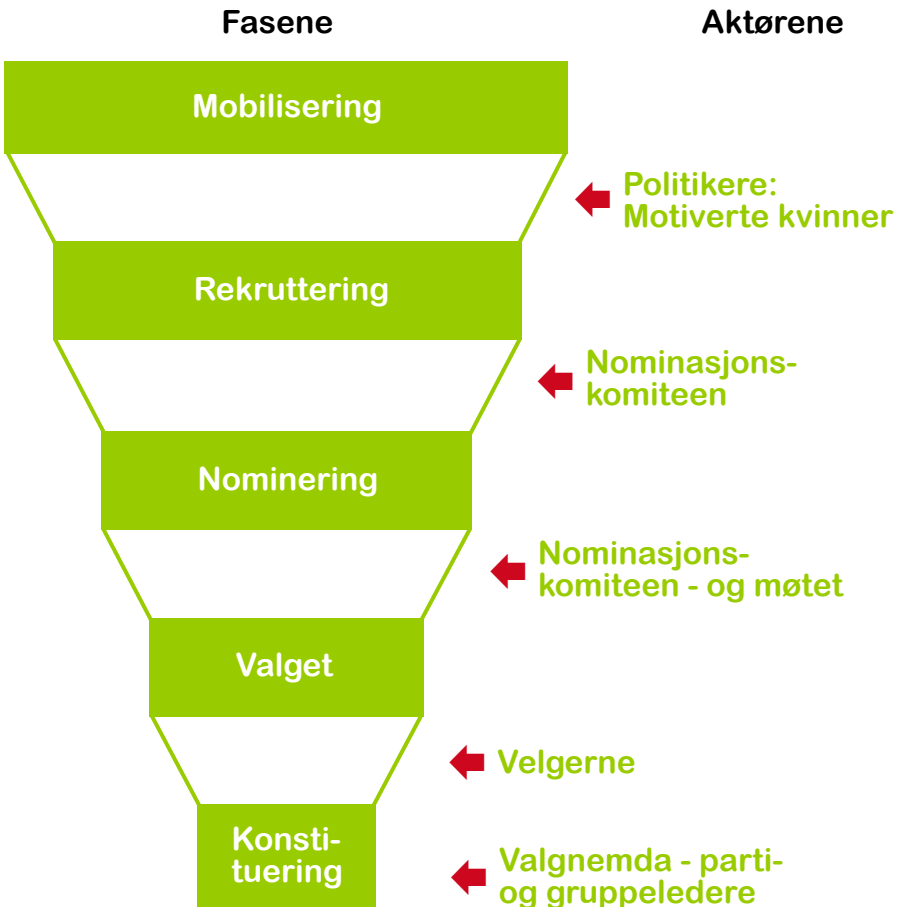 Fasene
Aktørene
Mobilisering
Politikere:
Motiverte kvinner
Rekruttering
Nominasjons-
komiteen
Nominering
Nominasjons-
komiteen - og møtet
Valget
Velgerne
Konsti-
tuering
Valgnemda - parti-
og gruppeledere